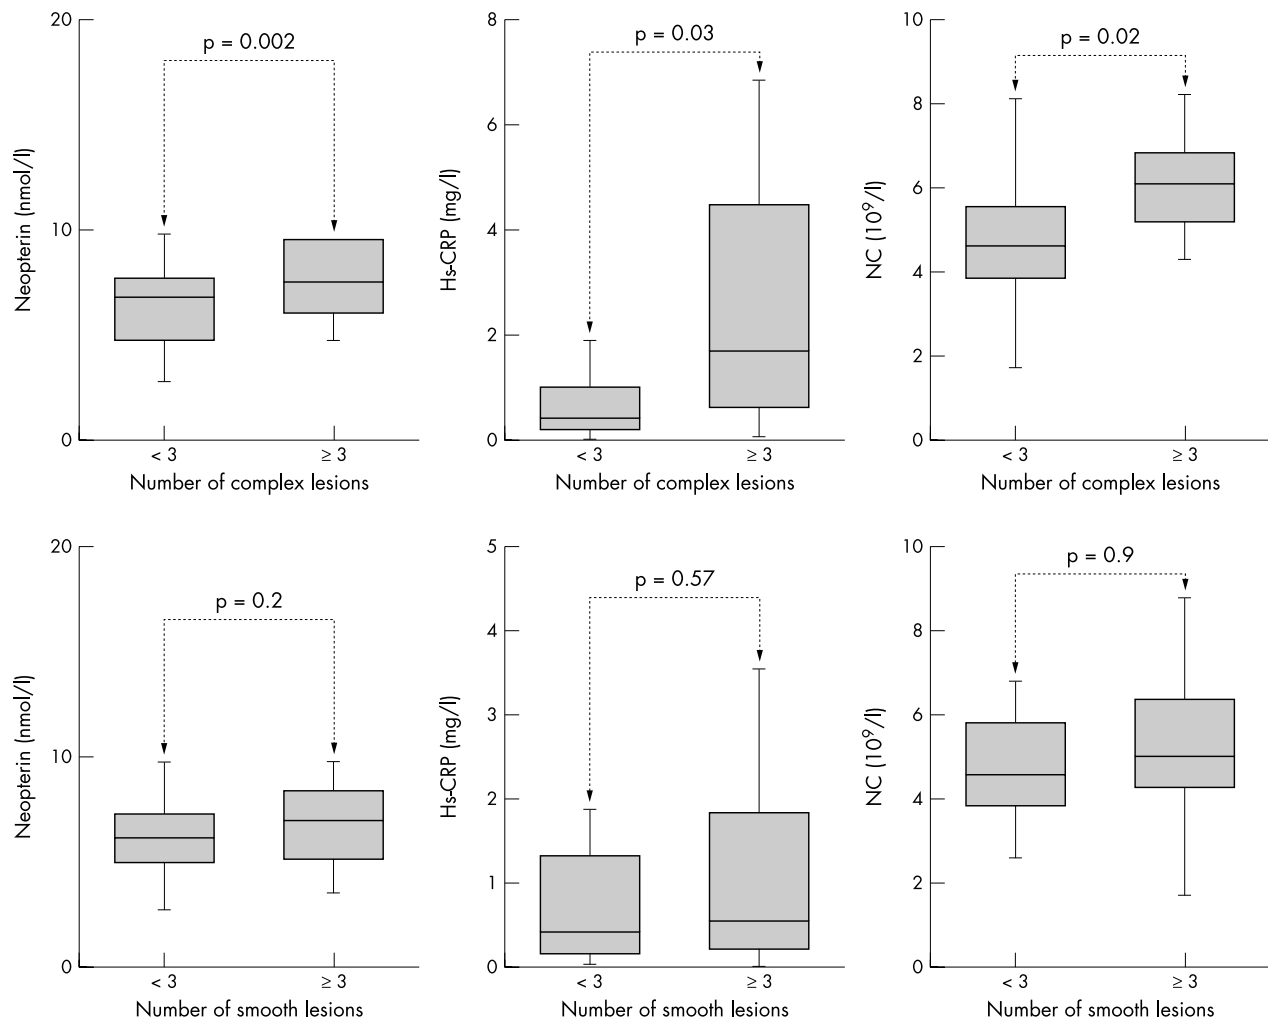 p = 0.002
Neopterin (nmol/l)
20
10
0
< 3
≥ 3
Number of complex lesions
p = 0.03
Hs-CRP (mg/l)
8
6
4
2
0
< 3
≥ 3
Number of complex lesions
p = 0.02
NC (10⁹/l)
10
8
6
4
2
0
< 3
≥ 3
Number of complex lesions
p = 0.2
Neopterin (nmol/l)
20
10
0
< 3
≥ 3
Number of smooth lesions
p = 0.57
Hs-CRP (mg/l)
5
4
3
2
1
0
< 3
≥ 3
Number of smooth lesions
p = 0.9
NC (10⁹/l)
10
8
6
4
2
0
< 3
≥ 3
Number of smooth lesions